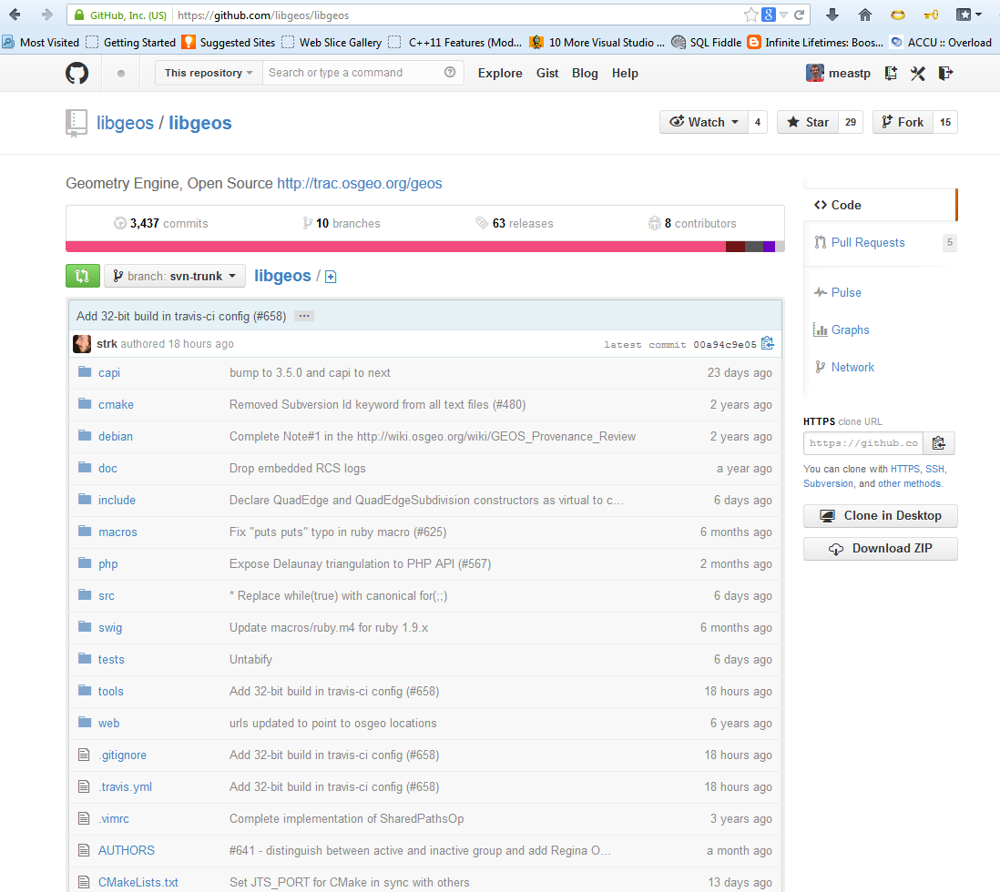 GitHub, Inc. (US) https://github.com/libgeos/libgeos
Most Visited Getting Started Suggested Sites Web Slice Gallery C++11 Features (Mod... 10 More Visual Studio ... SQL Fiddle Infinite Lifetimes: Boos... ACCU :: Overload
This repository Search or type a command Explore Gist Blog Help meastp
libgeos / libgeos Watch 4 Star 29 Fork 15
Geometry Engine, Open Source http://trac.osgeo.org/geos
3,437 commits 10 branches 63 releases 8 contributors
branch: svn-trunk libgeos /
Add 32-bit build in travis-ci config (#658) ...
strk authored 18 hours ago latest commit 00a94c9e05
capi bump to 3.5.0 and capi to next 23 days ago
cmake Removed Subversion Id keyword from all text files (#480) 2 years ago
debian Complete Note#1 in the http://wiki.osgeo.org/wiki/GEOS_Provenance_Review 2 years ago
doc Drop embedded RCS logs a year ago
include Declare QuadEdge and QuadEdgeSubdivision constructors as virtual to c... 6 days ago
macros Fix "puts puts" typo in ruby macro (#625) 6 months ago
php Expose Delaunay triangulation to PHP API (#567) 2 months ago
src * Replace while(true) with canonical for(;;) 6 days ago
swig Update macros/ruby.m4 for ruby 1.9.x 6 months ago
tests Untabify 6 days ago
tools Add 32-bit build in travis-ci config (#658) 18 hours ago
web urls updated to point to osgeo locations 6 years ago
.gitignore Add 32-bit build in travis-ci config (#658) 18 hours ago
.travis.yml Add 32-bit build in travis-ci config (#658) 18 hours ago
.vimrc Complete implementation of SharedPathsOp 3 years ago
AUTHORS #641 - distinguish between active and inactive group and add Regina O... a month ago
CMakeLists.txt Set JTS_PORT for CMake in sync with others 13 days ago
Code
Pull Requests 5
Pulse
Graphs
Network
HTTPS clone URL
https://github.co
You can clone with HTTPS, SSH,
Subversion, and other methods.
Clone in Desktop
Download ZIP